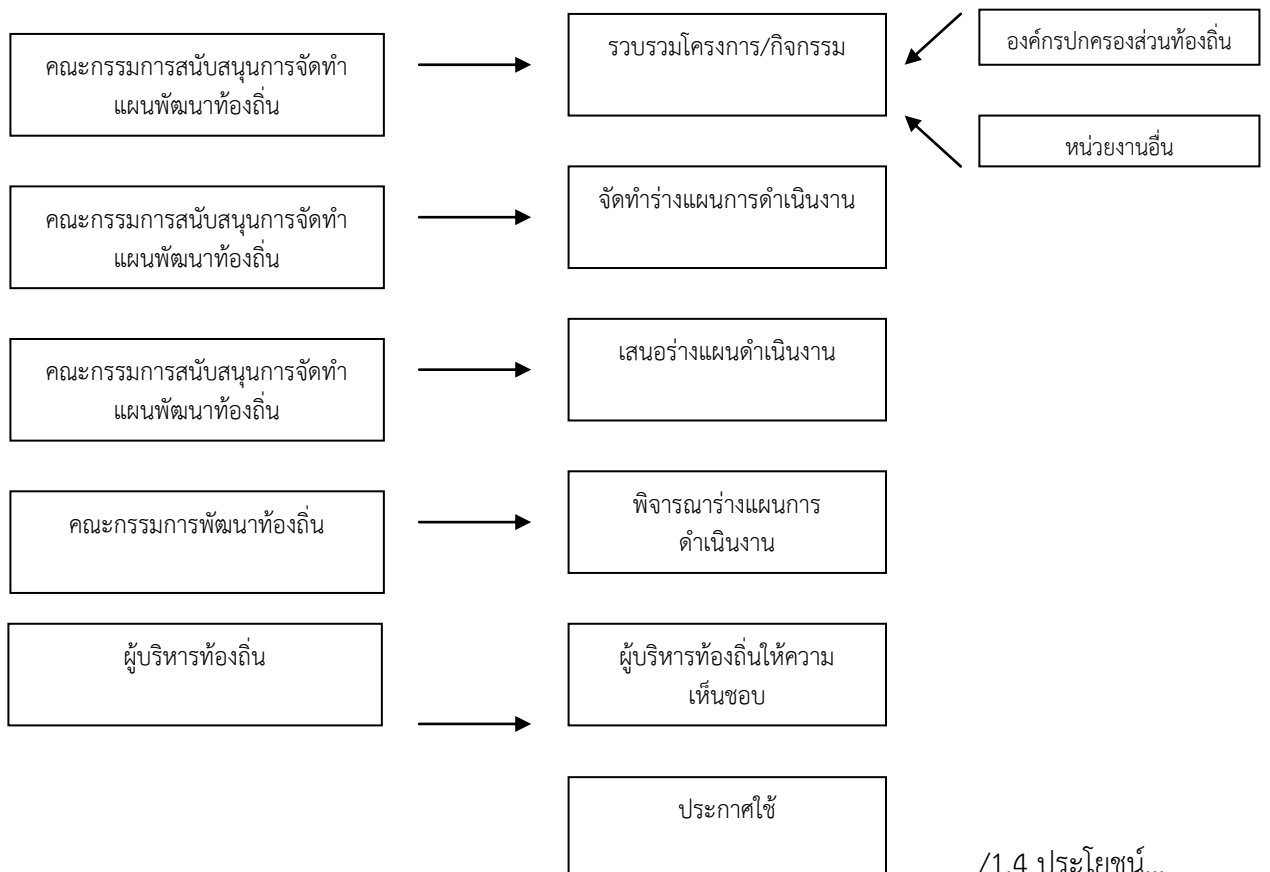 คณะกรรมการสนับสนุนการจัดทำ
แผนพัฒนาท้องถิ่น
รวบรวมโครงการ/กิจกรรม
องค์กรปกครองส่วนท้องถิ่น
หน่วยงานอื่น
คณะกรรมการสนับสนุนการจัดทำ
แผนพัฒนาท้องถิ่น
จัดทำร่างแผนการดำเนินงาน
คณะกรรมการสนับสนุนการจัดทำ
แผนพัฒนาท้องถิ่น
เสนอร่างแผนดำเนินงาน
คณะกรรมการพัฒนาท้องถิ่น
พิจารณาร่างแผนการ
ดำเนินงาน
ผู้บริหารท้องถิ่น
ผู้บริหารท้องถิ่นให้ความ
เห็นชอบ
ประกาศใช้
/1.4 ประโยชน์...